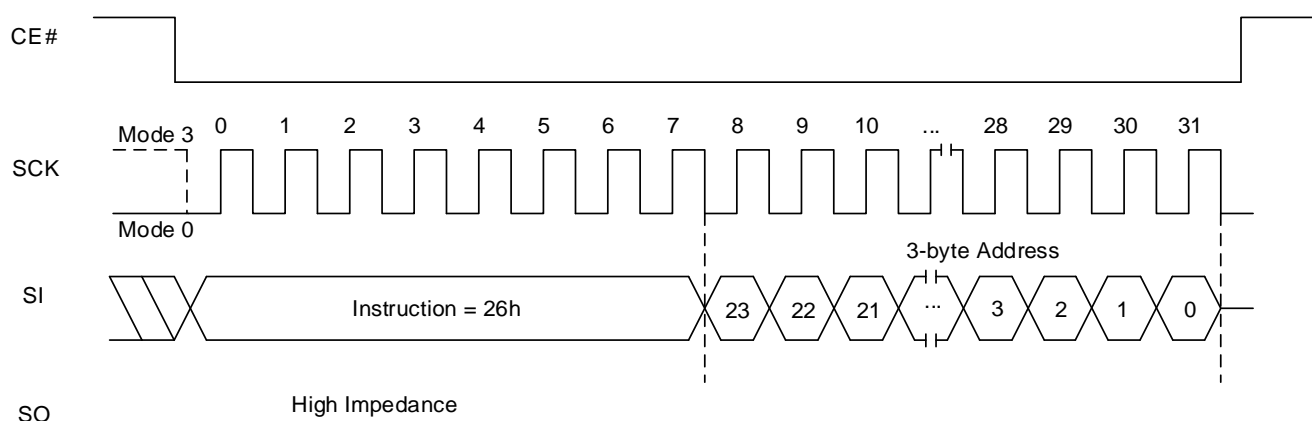 CE#
Mode 3 0 1 2 3 4 5 6 7 8 9 10 ... 28 29 30 31
SCK
Mode 0
3-byte Address
SI Instruction = 26h 23 22 21 ... 3 2 1 0
High Impedance
SO